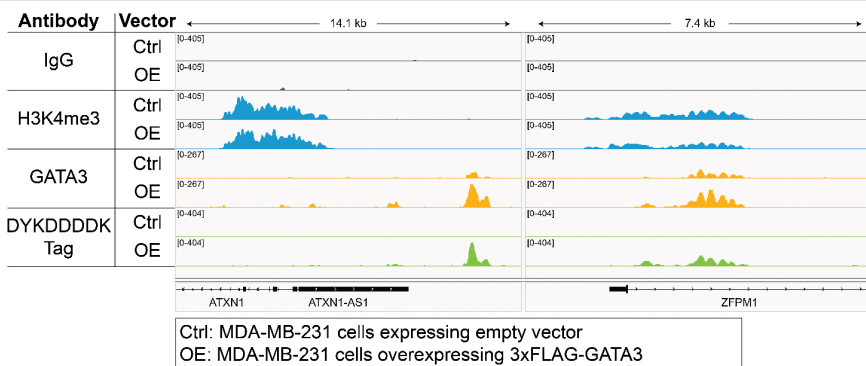 Antibody Vector 14.1 kb 7.4 kb
IgG Ctrl [0-405] [0-405]
OE [0-405] [0-405]
H3K4me3 Ctrl [0-405] [0-405]
OE [0-405] [0-405]
GATA3 Ctrl [0-267] [0-267]
OE [0-267] [0-267]
DYKDDDDK Tag Ctrl [0-404] [0-404]
OE [0-404] [0-404]
ATXN1 ATXN1-AS1 ZFPM1
Ctrl: MDA-MB-231 cells expressing empty vector
OE: MDA-MB-231 cells overexpressing 3xFLAG-GATA3